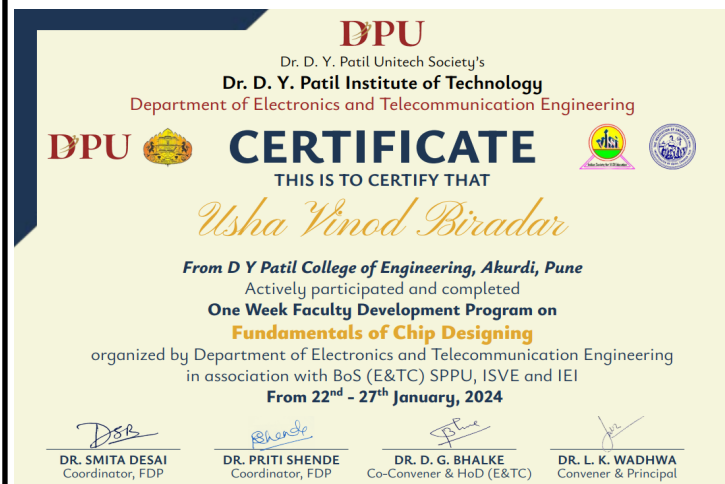 DPU
Dr. D. Y. Patil Unitech Society's
Dr. D. Y. Patil Institute of Technology
Department of Electronics and Telecommunication Engineering
DPU
CERTIFICATE
vlsi
THIS IS TO CERTIFY THAT
Usha Vinod Biradar
From D Y Patil College of Engineering, Akurdi, Pune
Actively participated and completed
One Week Faculty Development Program on
Fundamentals of Chip Designing
organized by Department of Electronics and Telecommunication Engineering
in association with BoS (E&TC) SPPU, ISVE and IEI
From 22nd - 27th January, 2024
DSB
Shende
DR. SMITA DESAI
Coordinator, FDP
DR. PRITI SHENDE
Coordinator, FDP
DR. D. G. BHALKE
Co-Convener & HoD (E&TC)
DR. L. K. WADHWA
Convener & Principal